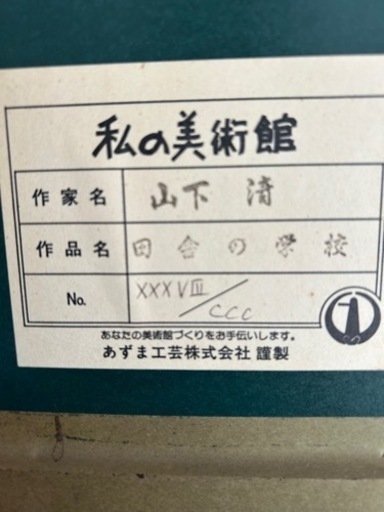 私の美術館
作家名 山下 清
作品名 田舎の学校
No. XXXVIII/CCC
あなたの美術館づくりをお手伝いします。
あずま工芸株式会社 謹製